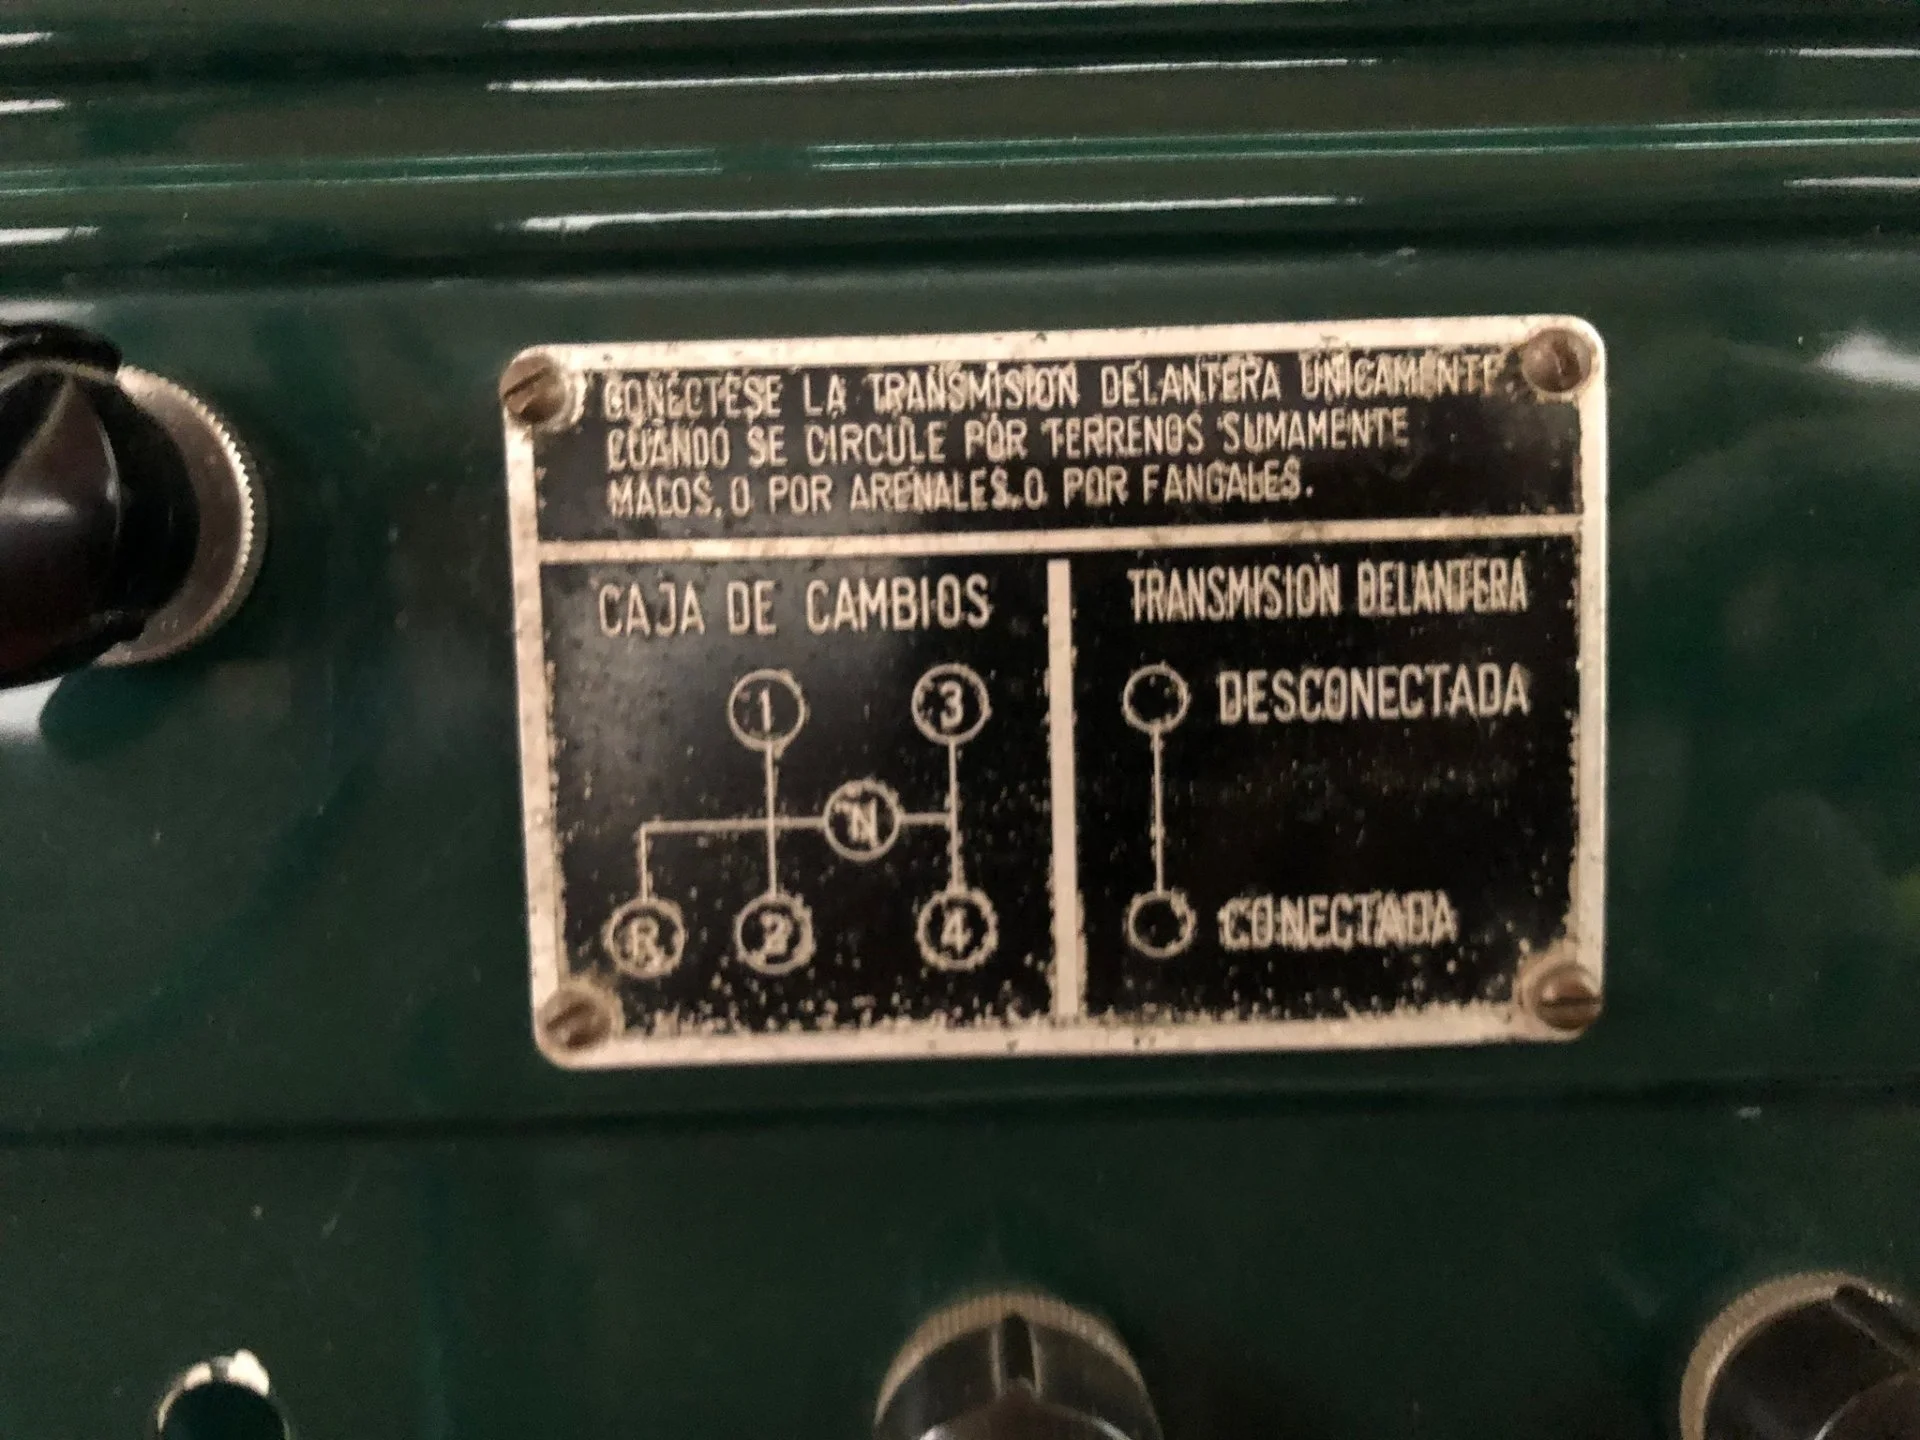 CONECTESE LA TRANSMISION DELANTERA UNICAMENTE
CUANDO SE CIRCULE POR TERRENOS SUMAMENTE
MALOS, O POR ARENALES, O POR FANGALES.
CAJA DE CAMBIOS
1 3
N
R 2 4
TRANSMISION DELANTERA
DESCONECTADA
CONECTADA